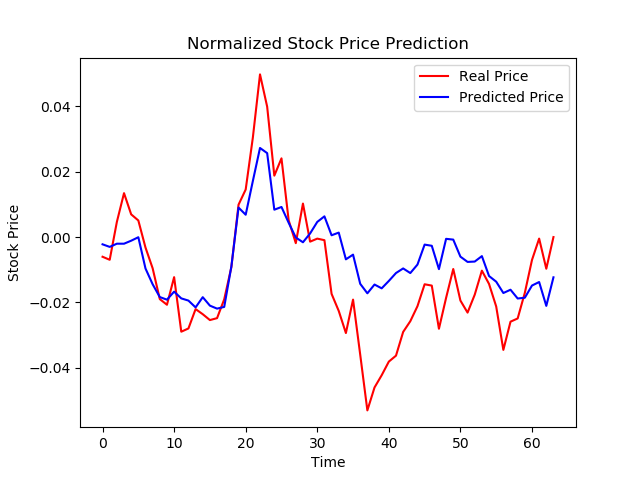 Normalized Stock Price Prediction
Real Price
Predicted Price
0.04
0.02
0.00
−0.02
−0.04
Stock Price
0 10 20 30 40 50 60
Time